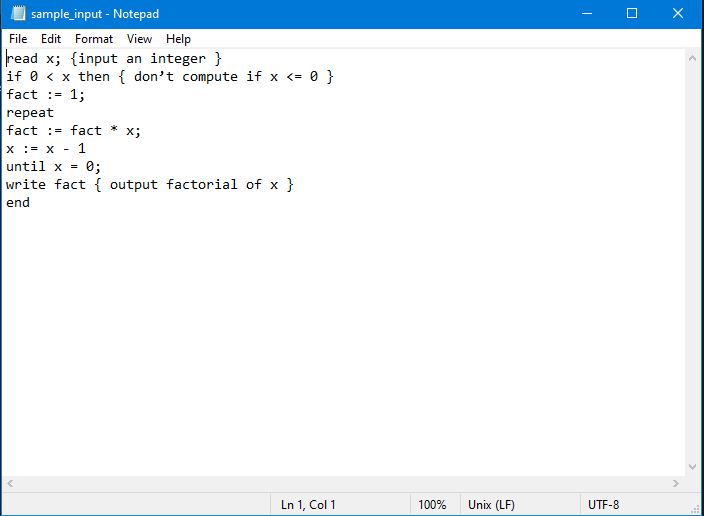 sample_input - Notepad
File Edit Format View Help
read x; {input an integer }
if 0 < x then { don’t compute if x <= 0 }
fact := 1;
repeat
fact := fact * x;
x := x - 1
until x = 0;
write fact { output factorial of x }
end
Ln 1, Col 1 100% Unix (LF) UTF-8